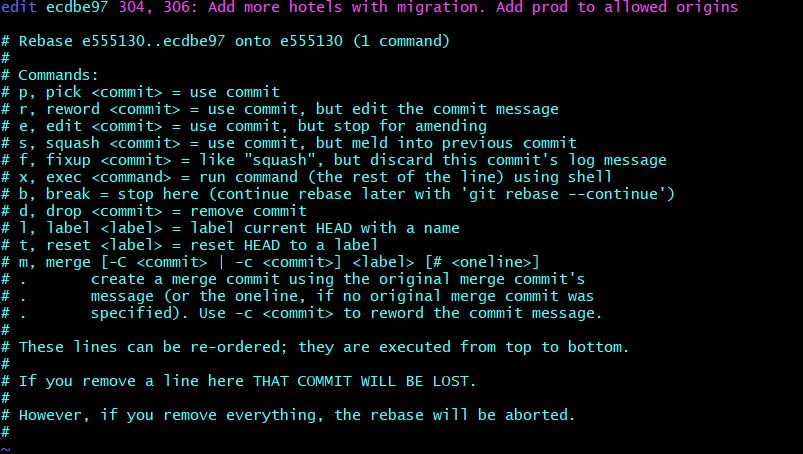 edit ecdbe97 304, 306: Add more hotels with migration. Add prod to allowed origins
# Rebase e555130..ecdbe97 onto e555130 (1 command)
#
# Commands:
# p, pick <commit> = use commit
# r, reword <commit> = use commit, but edit the commit message
# e, edit <commit> = use commit, but stop for amending
# s, squash <commit> = use commit, but meld into previous commit
# f, fixup <commit> = like "squash", but discard this commit's log message
# x, exec <command> = run command (the rest of the line) using shell
# b, break = stop here (continue rebase later with 'git rebase --continue')
# d, drop <commit> = remove commit
# l, label <label> = label current HEAD with a name
# t, reset <label> = reset HEAD to a label
# m, merge [-C <commit> | -c <commit>] <label> [# <oneline>]
# .       create a merge commit using the original merge commit's
# .       message (or the oneline, if no original merge commit was
# .       specified). Use -c <commit> to reword the commit message.
#
# These lines can be re-ordered; they are executed from top to bottom.
#
# If you remove a line here THAT COMMIT WILL BE LOST.
#
# However, if you remove everything, the rebase will be aborted.
#
~